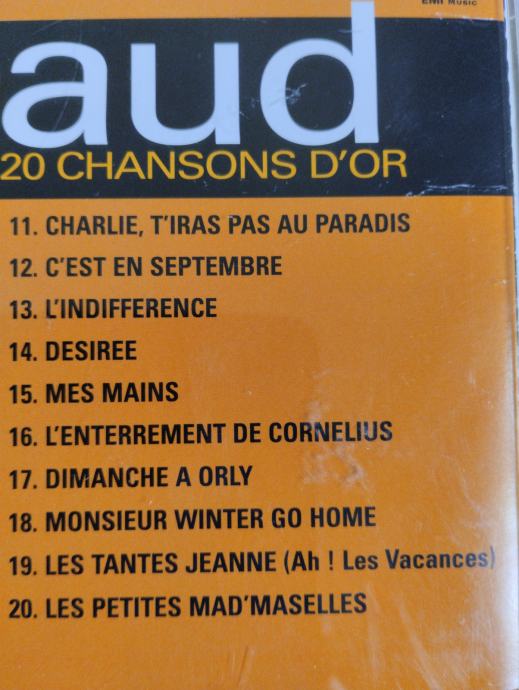 EMI MUSIC
aud
20 CHANSONS D'OR
11. CHARLIE, T'IRAS PAS AU PARADIS
12. C'EST EN SEPTEMBRE
13. L'INDIFFERENCE
14. DESIREE
15. MES MAINS
16. L'ENTERREMENT DE CORNELIUS
17. DIMANCHE A ORLY
18. MONSIEUR WINTER GO HOME
19. LES TANTES JEANNE (Ah ! Les Vacances)
20. LES PETITES MAD'MASELLES